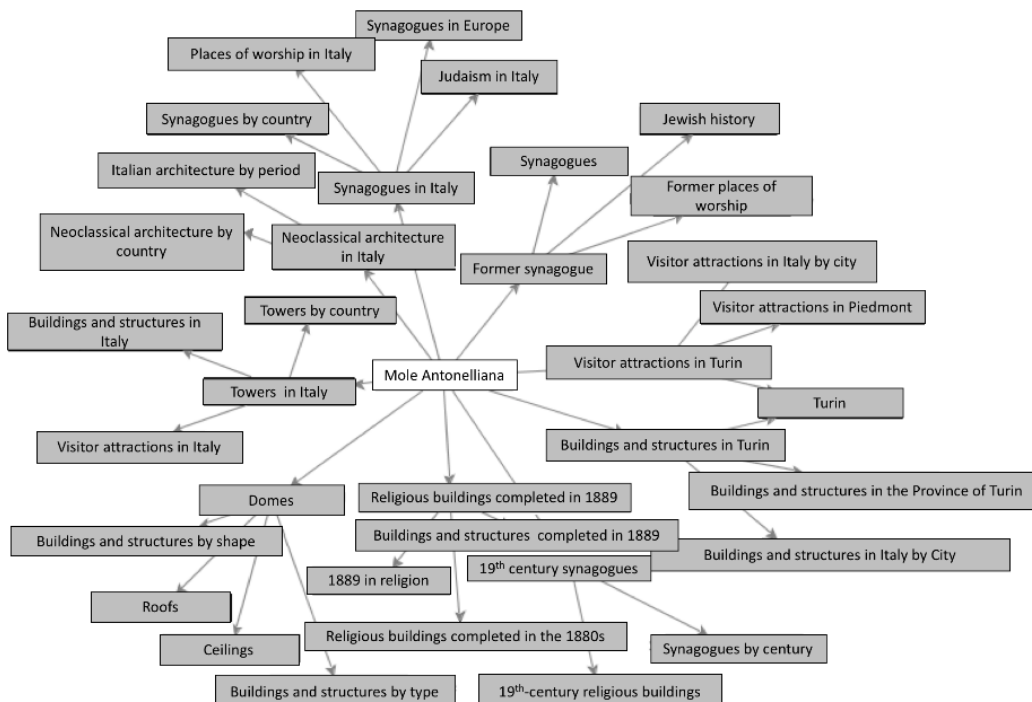 Synagogues in Europe
Places of worship in Italy
Judaism in Italy
Synagogues by country
Jewish history
Synagogues
Italian architecture by period
Synagogues in Italy
Former places of
worship
Neoclassical architecture by
country
Neoclassical architecture
in Italy
Former synagogue
Visitor attractions in Italy by city
Towers by country
Visitor attractions in Piedmont
Buildings and structures in
Italy
Mole Antonelliana
Visitor attractions in Turin
Towers  in Italy
Turin
Visitor attractions in Italy
Buildings and structures in Turin
Domes
Religious buildings completed in 1889
Buildings and structures in the Province of Turin
Buildings and structures by shape
Buildings and structures  completed in 1889
Buildings and structures in Italy by City
19th century synagogues
1889 in religion
Roofs
Religious buildings completed in the 1880s
Ceilings
Synagogues by century
Buildings and structures by type
19th-century religious buildings